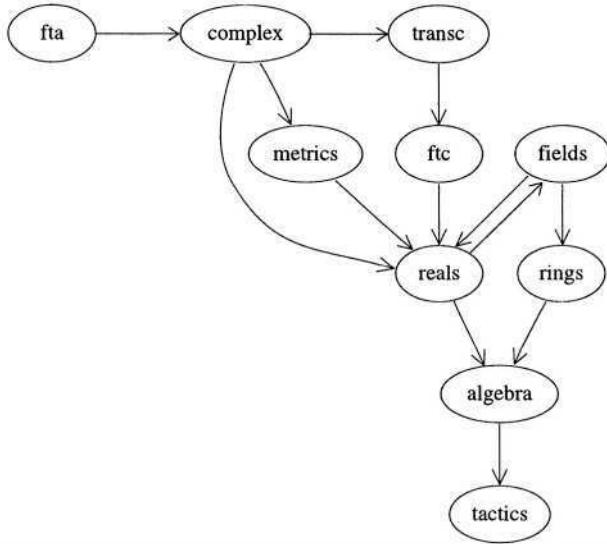 fta complex transc
metrics ftc fields
reals rings
algebra
tactics